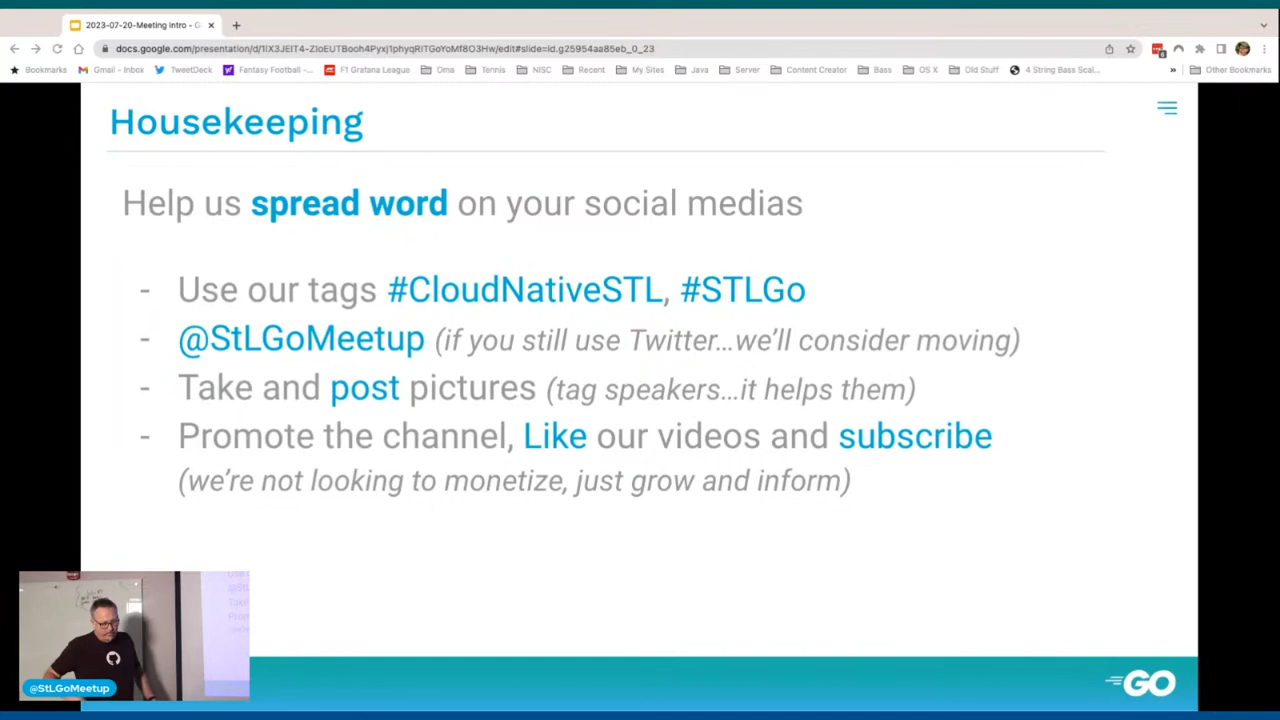 2023-07-20-Meeting Intro - G
docs.google.com/presentation/d/1lX3JEIT4-ZIoEUTBooh4Pyxj1phyqRITGoYoMf8O3Hw/edit#slide=id.g25954aa85eb_0_23
Bookmarks Gmail - Inbox TweetDeck Fantasy Football -... F1 Grafana League Oma Tennis NISC Recent My Sites Java Server Content Creator Bass OS X Old Stuff 4 String Bass Scal... » Other Bookmarks
Housekeeping
Help us spread word on your social medias
- Use our tags #CloudNativeSTL, #STLGo
- @StLGoMeetup (if you still use Twitter…we’ll consider moving)
- Take and post pictures (tag speakers…it helps them)
- Promote the channel, Like our videos and subscribe
(we’re not looking to monetize, just grow and inform)
@StLGoMeetup
GO